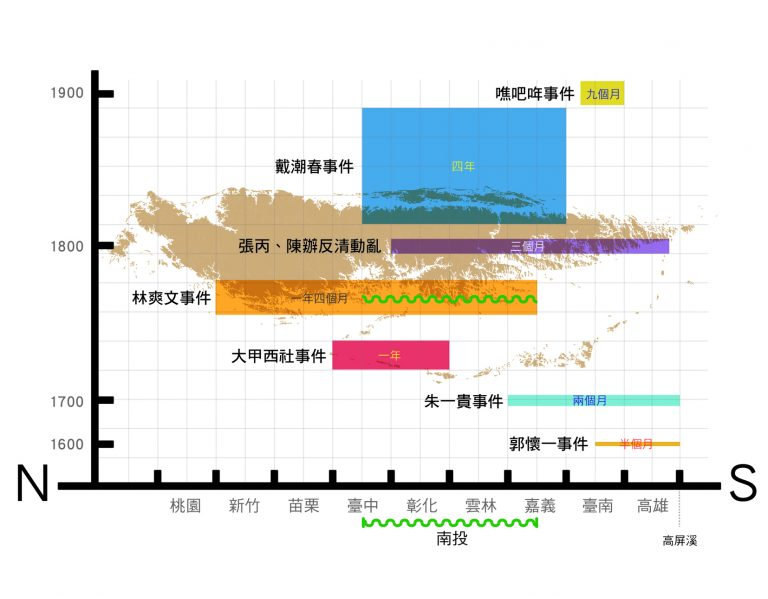 1900
噍吧哖事件
九個月
戴潮春事件
四年
1800
張丙、陳辦反清動亂
三個月
林爽文事件
一年四個月
大甲西社事件
一年
1700
朱一貴事件
兩個月
1600
郭懷一事件
半個月
N
S
桃園 新竹 苗栗 臺中 彰化 雲林 嘉義 臺南 高雄
南投
高屏溪